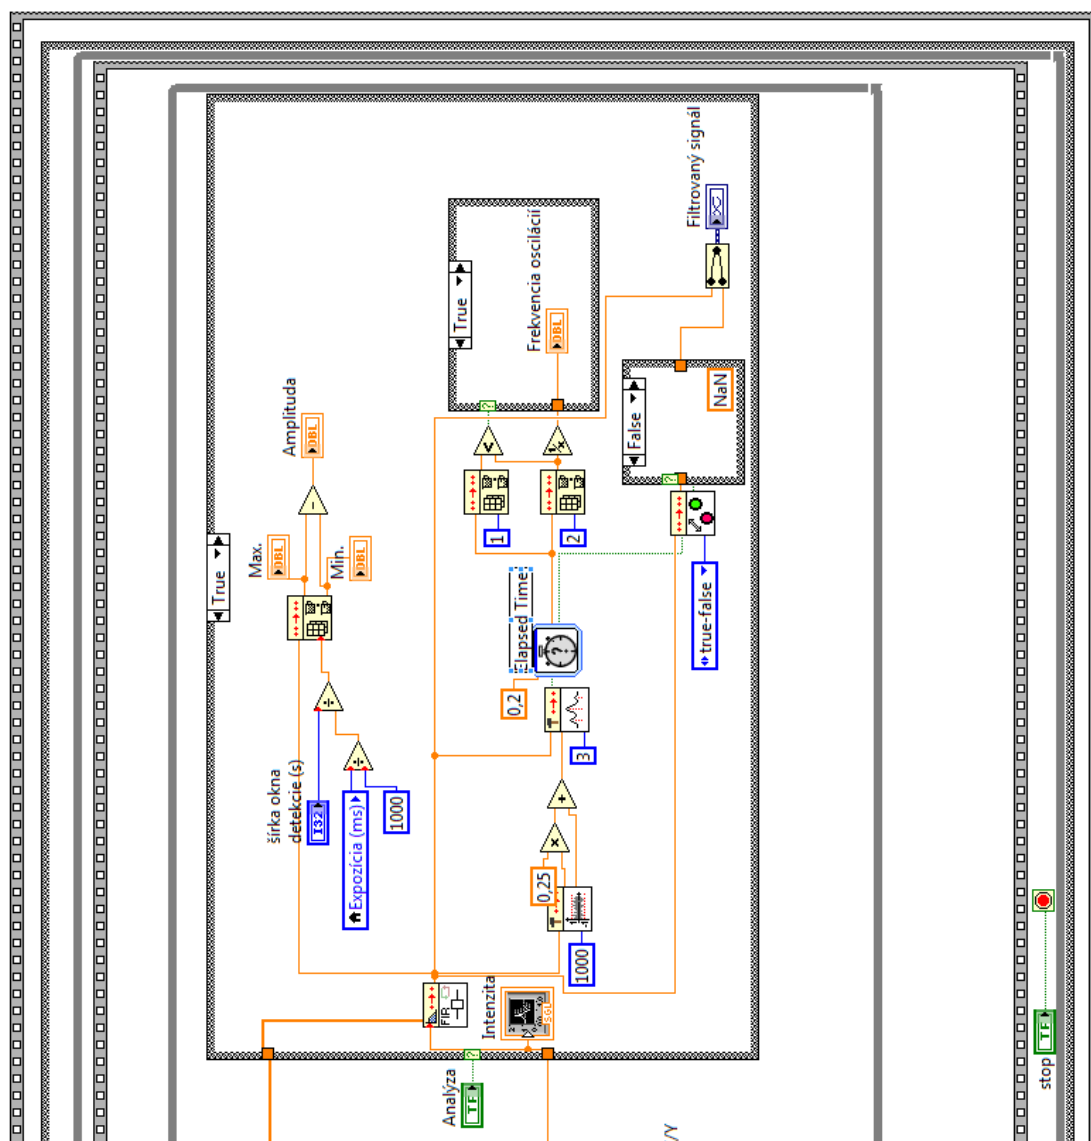 True
Amplituda
DBL
Max.
DBL
Min.
DBL
šírka okna
detekcie (s)
I32
Expozícia (ms)
1000
True
Frekvencia oscilácií
DBL
1
2
Elapsed Time
0,2
3
0,25
1000
Filtrovaný signál
False
NaN
true-false
FIR
Intenzita
SGL
Analýza
TF
stop
TF
/Y